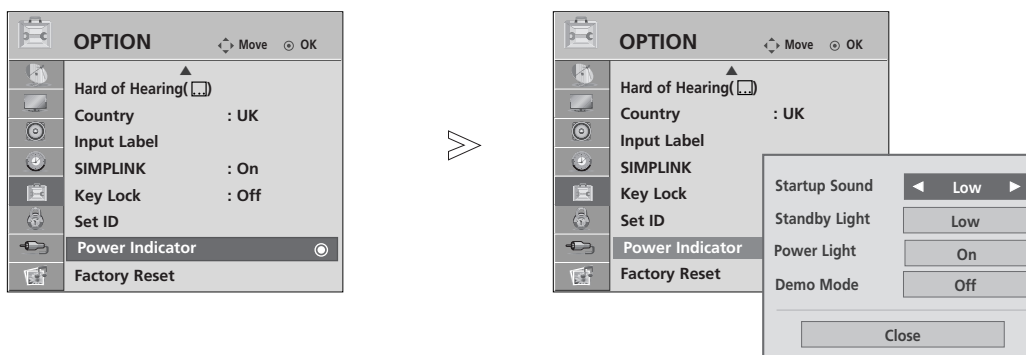 OPTION Move OK
Hard of Hearing( )
Country : UK
Input Label
SIMPLINK : On
Key Lock : Off
Set ID
Power Indicator
Factory Reset
OPTION Move OK
Hard of Hearing( )
Country : UK
Input Label
SIMPLINK
Key Lock
Set ID
Power Indicator
Factory Reset
Startup Sound ◄ Low ►
Standby Light Low
Power Light On
Demo Mode Off
Close